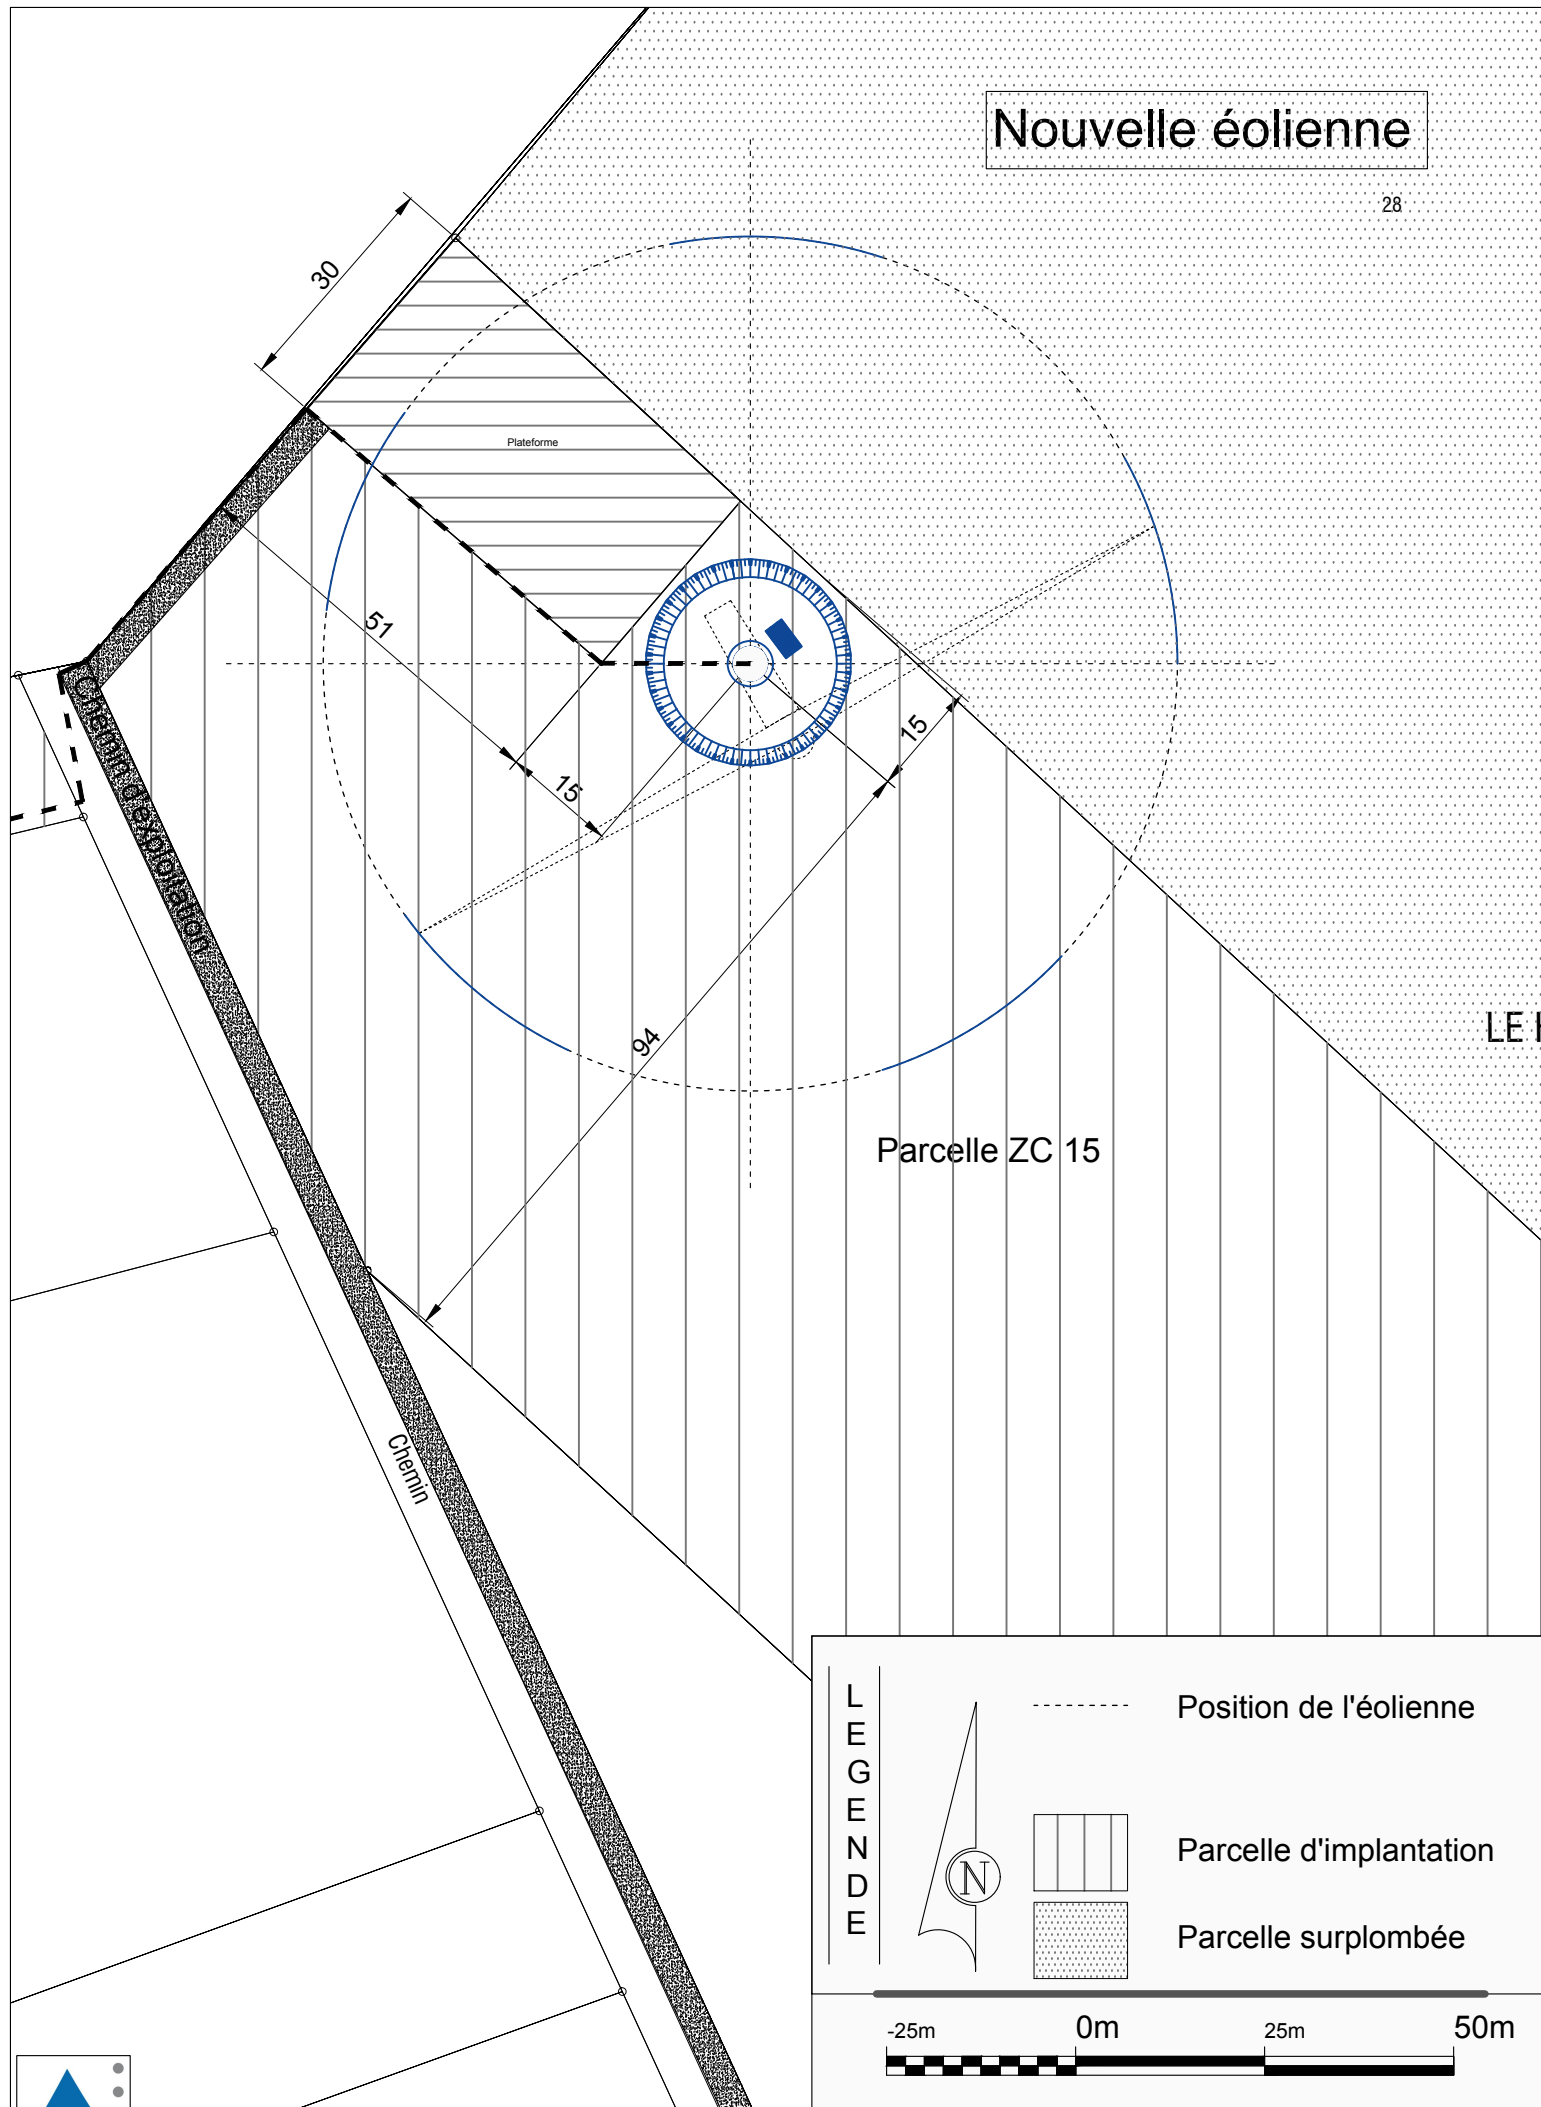 Nouvelle éolienne
28
30
Plateforme
51
15
15
94
Chemin d'exploitation
LE
Parcelle ZC 15
Chemin
LEGENDE
N
Position de l'éolienne
Parcelle d'implantation
Parcelle surplombée
-25m 0m 25m 50m